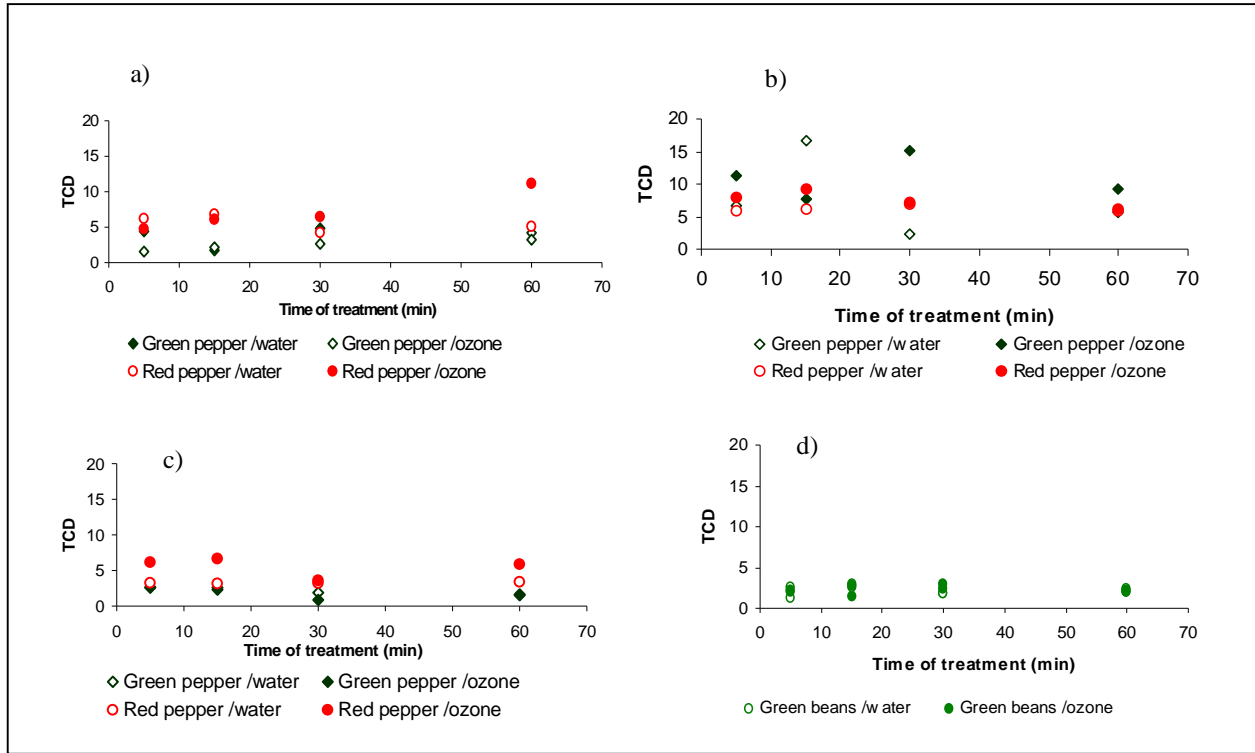 a)
20
15
10
5
0
TCD
0 10 20 30 40 50 60 70
Time of treatment (min)
Green pepper /water Green pepper /ozone
Red pepper /water Red pepper /ozone
b)
20
15
10
5
0
TCD
0 10 20 30 40 50 60 70
Time of treatment (min)
Green pepper /water Green pepper /ozone
Red pepper /water Red pepper /ozone
c)
20
15
10
5
0
TCD
0 10 20 30 40 50 60 70
Time of treatment (min)
Green pepper /water Green pepper /ozone
Red pepper /water Red pepper /ozone
d)
20
15
10
5
0
TCD
0 10 20 30 40 50 60 70
Time of treatment (min)
Green beans /water Green beans /ozone